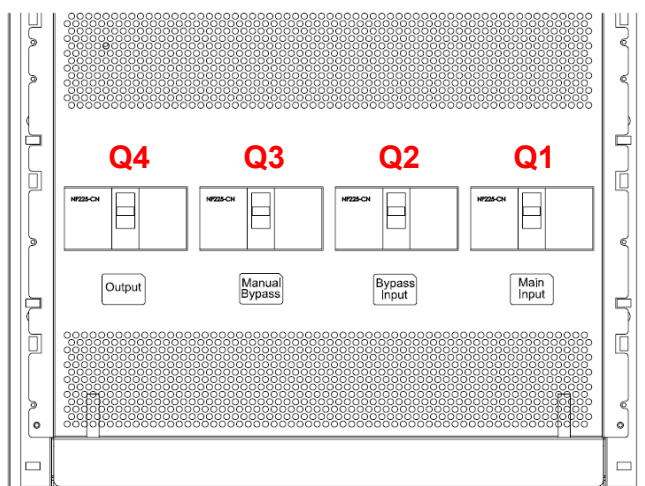 Q4 Q3 Q2 Q1
NF225-CN NF225-CN NF225-CN NF225-CN
Output
Manual
Bypass
Bypass
Input
Main
Input